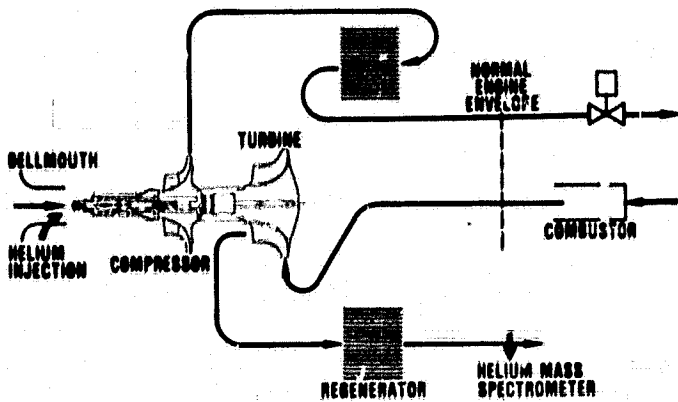 NORMAL
ENGINE
ENVELOPE
TURBINE
BELLMOUTH
HELIUM
INJECTION
COMPRESSOR
COMBUSTOR
REGENERATOR
HELIUM MASS
SPECTROMETER